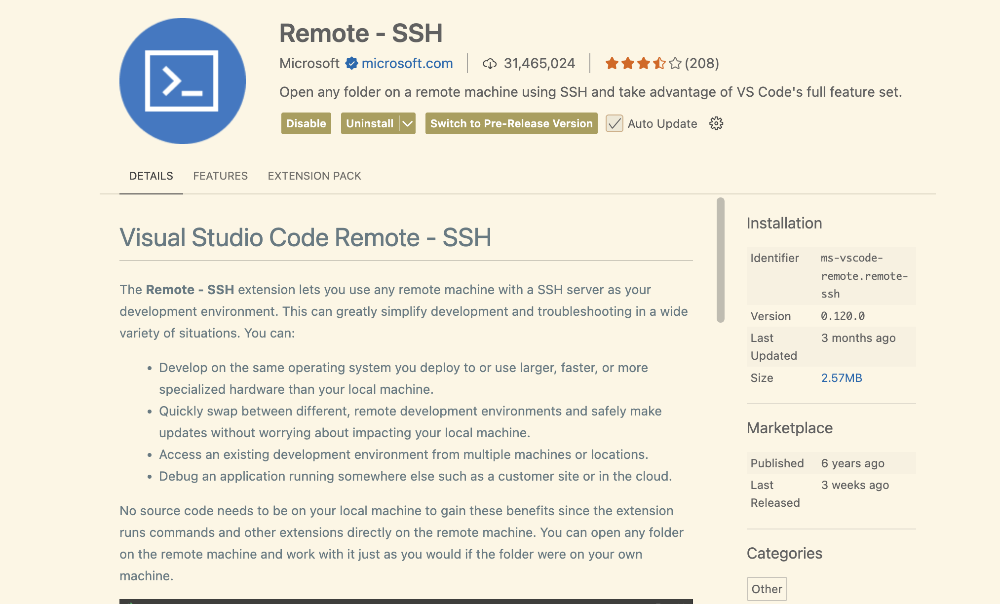 Remote - SSH
Microsoft microsoft.com 31,465,024 (208)
Open any folder on a remote machine using SSH and take advantage of VS Code's full feature set.
Disable Uninstall Switch to Pre-Release Version Auto Update
DETAILS FEATURES EXTENSION PACK
Visual Studio Code Remote - SSH
The Remote - SSH extension lets you use any remote machine with a SSH server as your
development environment. This can greatly simplify development and troubleshooting in a wide
variety of situations. You can:
• Develop on the same operating system you deploy to or use larger, faster, or more
specialized hardware than your local machine.
• Quickly swap between different, remote development environments and safely make
updates without worrying about impacting your local machine.
• Access an existing development environment from multiple machines or locations.
• Debug an application running somewhere else such as a customer site or in the cloud.
No source code needs to be on your local machine to gain these benefits since the extension
runs commands and other extensions directly on the remote machine. You can open any folder
on the remote machine and work with it just as you would if the folder were on your own
machine.
Installation
Identifier ms-vscode-
remote.remote-
ssh
Version 0.120.0
Last 3 months ago
Updated
Size 2.57MB
Marketplace
Published 6 years ago
Last 3 weeks ago
Released
Categories
Other